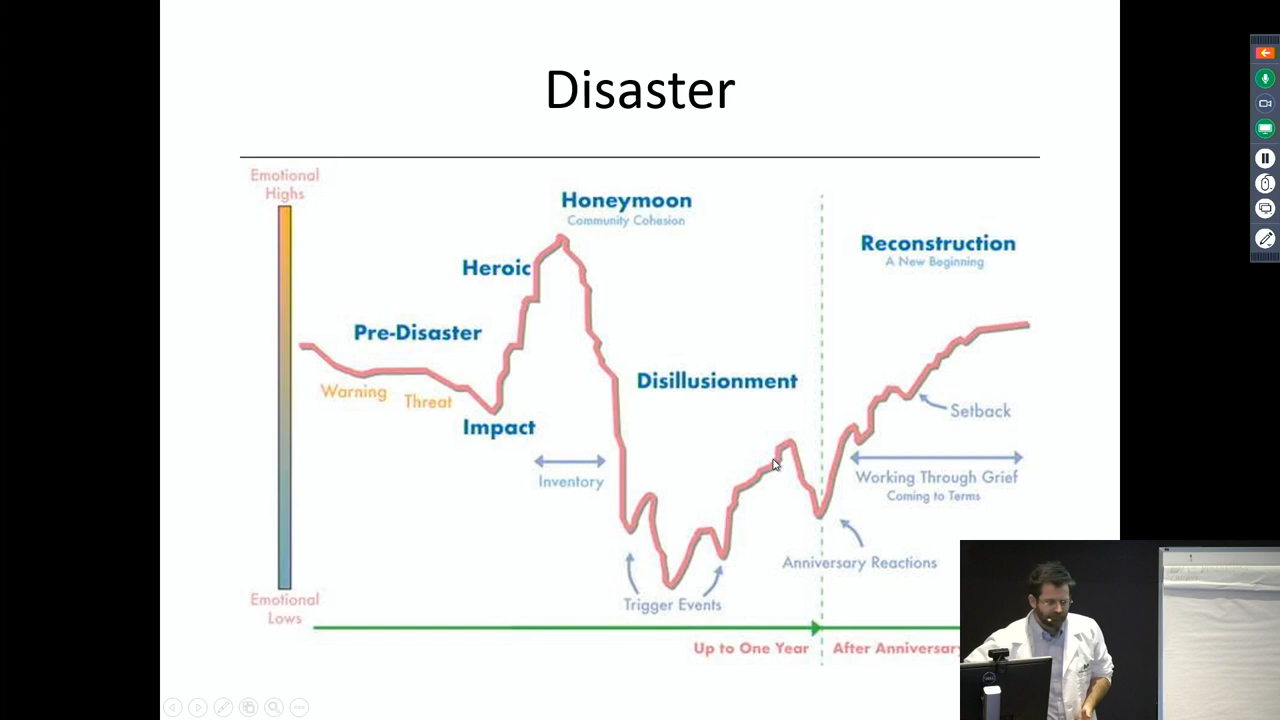 Disaster
Emotional
Highs
Honeymoon
Community Cohesion
Heroic
Reconstruction
A New Beginning
Pre-Disaster
Warning
Threat
Impact
Disillusionment
Setback
Inventory
Working Through Grief
Coming to Terms
Anniversary Reactions
Trigger Events
Emotional
Lows
Up to One Year
After Anniversary